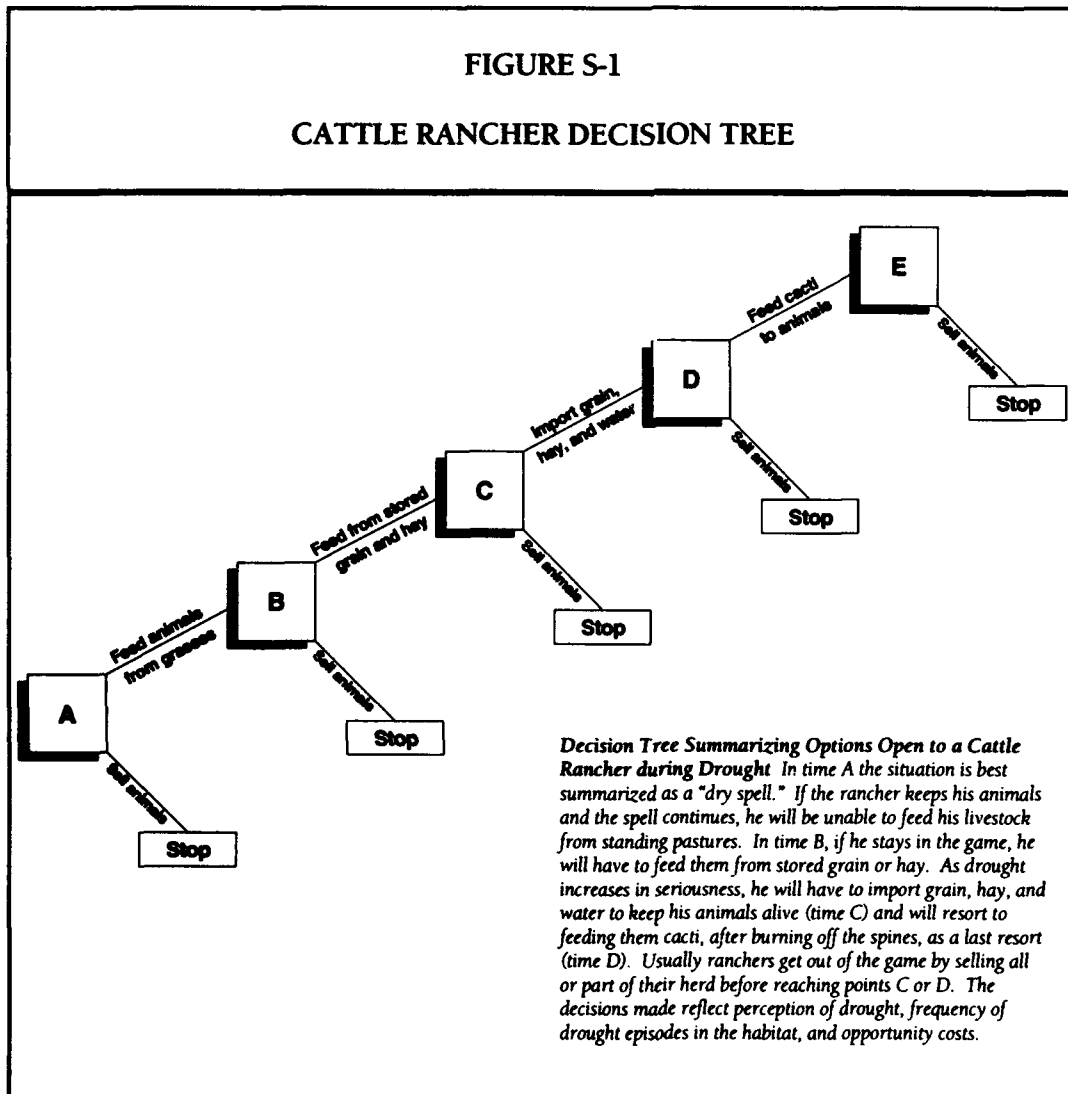 FIGURE S-1
CATTLE RANCHER DECISION TREE
E
Feed cacti
to animals
Sell animals
Stop
D
Import grain,
hay, and water
Sell animals
Stop
C
Feed from stored
grain and hay
Sell animals
Stop
B
Feed animals
from grasses
Sell animals
Stop
A
Sell animals
Stop
Decision Tree Summarizing Options Open to a Cattle
Rancher during Drought In time A the situation is best
summarized as a "dry spell." If the rancher keeps his animals
and the spell continues, he will be unable to feed his livestock
from standing pastures. In time B, if he stays in the game, he
will have to feed them from stored grain or hay. As drought
increases in seriousness, he will have to import grain, hay, and
water to keep his animals alive (time C) and will resort to
feeding them cacti, after burning off the spines, as a last resort
(time D). Usually ranchers get out of the game by selling all
or part of their herd before reaching points C or D. The
decisions made reflect perception of drought, frequency of
drought episodes in the habitat, and opportunity costs.